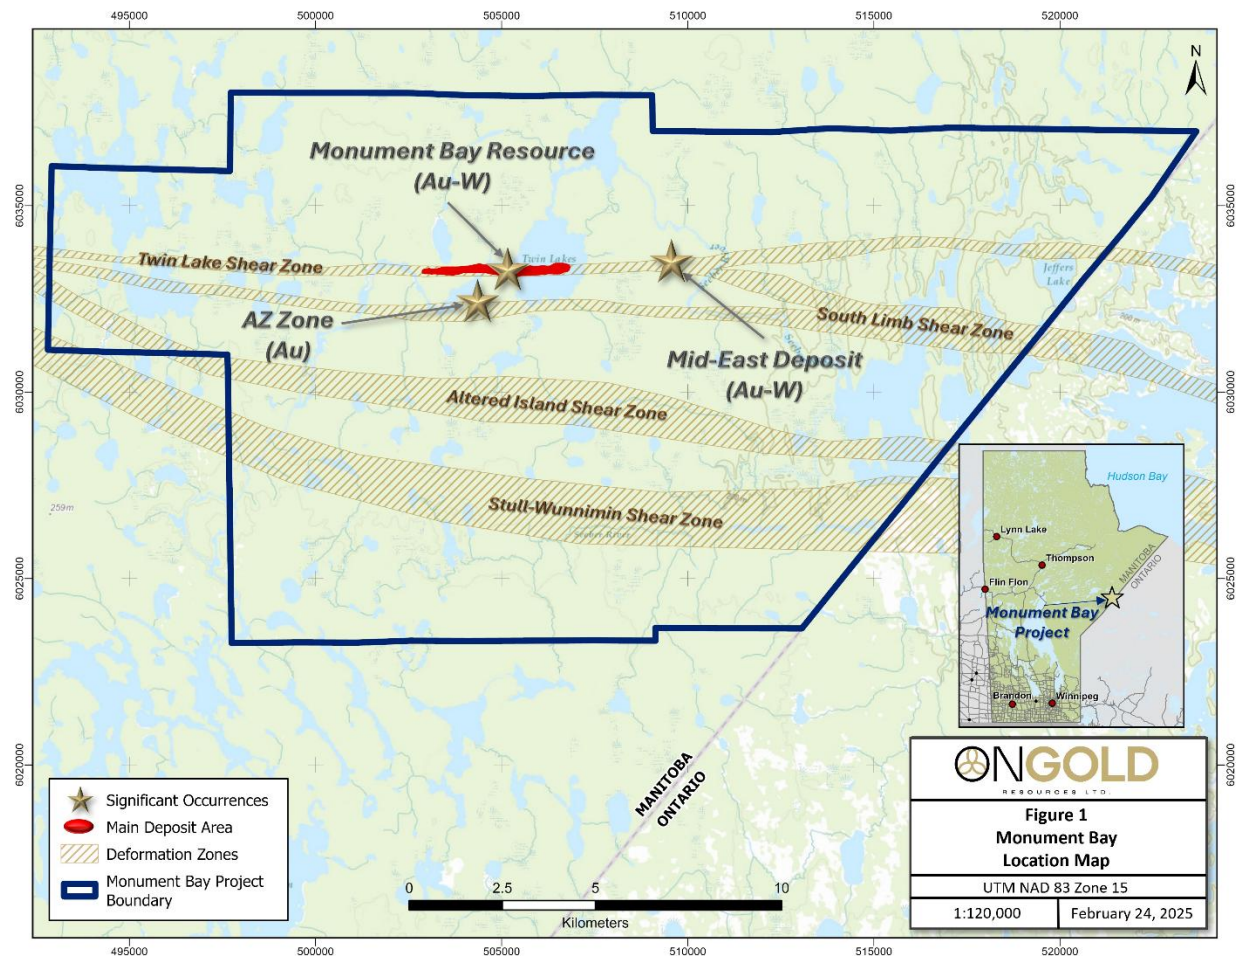 495000 500000 505000 510000 515000 520000
N
Monument Bay Resource
(Au-W)
6035000
6035000
Twin Lakes
Twin Lake Shear Zone
Jeffers
Lake
AZ Zone
(Au)
South Limb Shear Zone
Mid-East Deposit
(Au-W)
6030000
6030000
Altered Island Shear Zone
Stull-Wunnimin Shear Zone
Seeber River
259m
6025000
6025000
Hudson Bay
Lynn Lake
Thompson
MANITOBA
ONTARIO
Flin Flon
Monument Bay
Project
Brandon
Winnipeg
6020000
6020000
MANITOBA
ONTARIO
Significant Occurrences
Main Deposit Area
Deformation Zones
Monument Bay Project
Boundary
0 2.5 5 10
Kilometers
ONGOLD
RESOURCES LTD.
Figure 1
Monument Bay
Location Map
UTM NAD 83 Zone 15
1:120,000
February 24, 2025
495000 500000 505000 510000 515000 520000